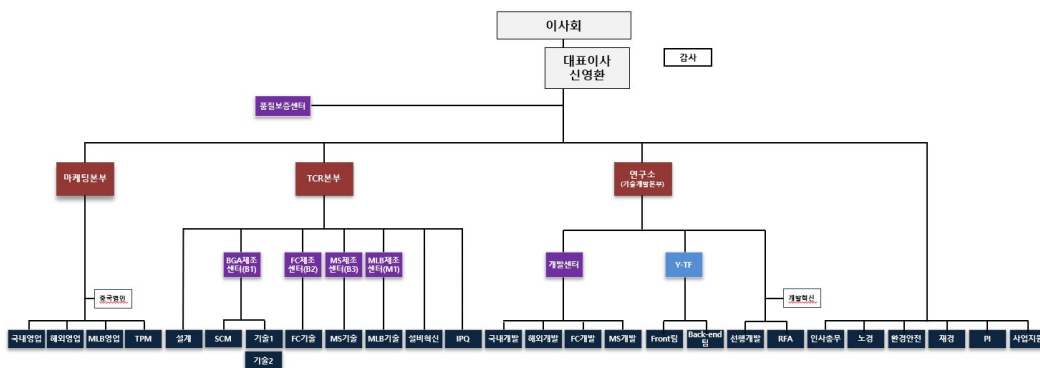 이사회
대표이사
신영환
감사
품질보증센터
마케팅본부
TCR본부
연구소
(기술개발본부)
BGA제조
센터(B1)
FC제조
센터(B2)
MS제조
센터(B3)
MLB제조
센터(M1)
개발센터
Y-TF
중국법인
개발혁신
국내영업
해외영업
MLB영업
TPM
설계
SCM
기술1
기술2
FC기술
MS기술
MLB기술
설비혁신
IPQ
국내개발
해외개발
FC개발
MS개발
Front팀
Back-end
팀
선행개발
RFA
인사총무
노경
환경안전
재경
PI
사업지원